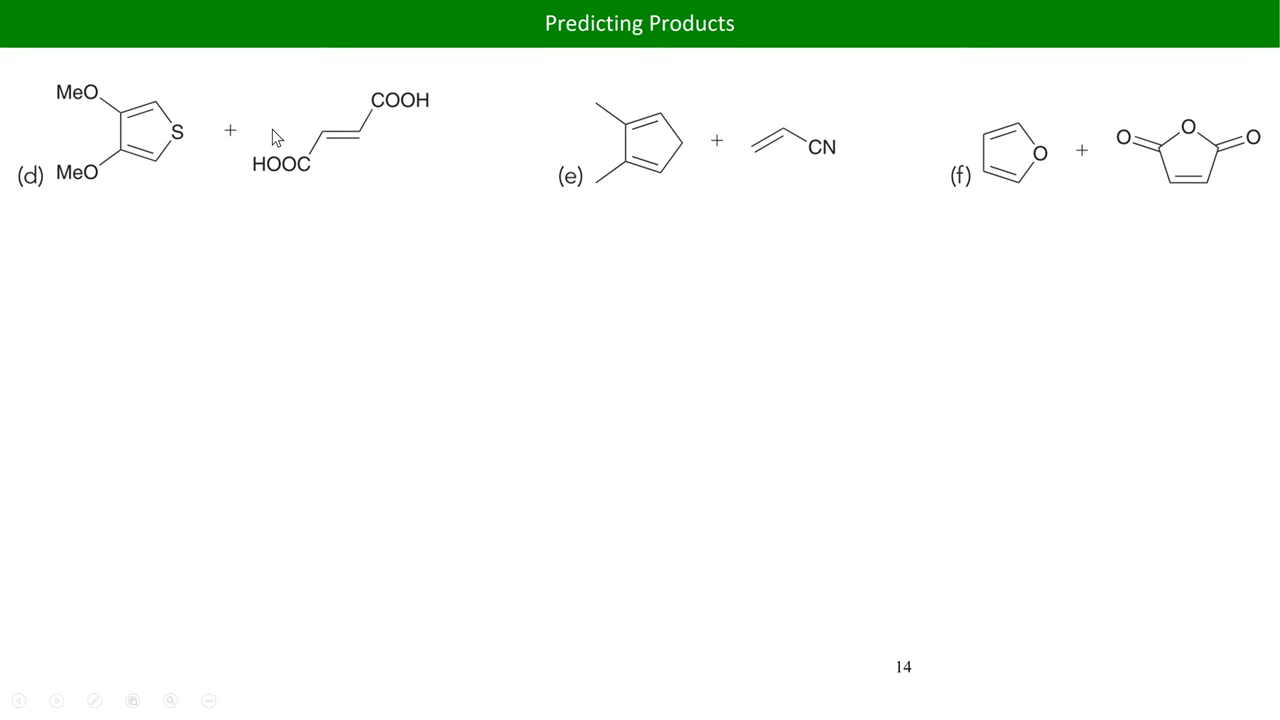 Predicting Products
(d) MeO MeO S + HOOC COOH
(e) + CN
(f) O + O O O
14